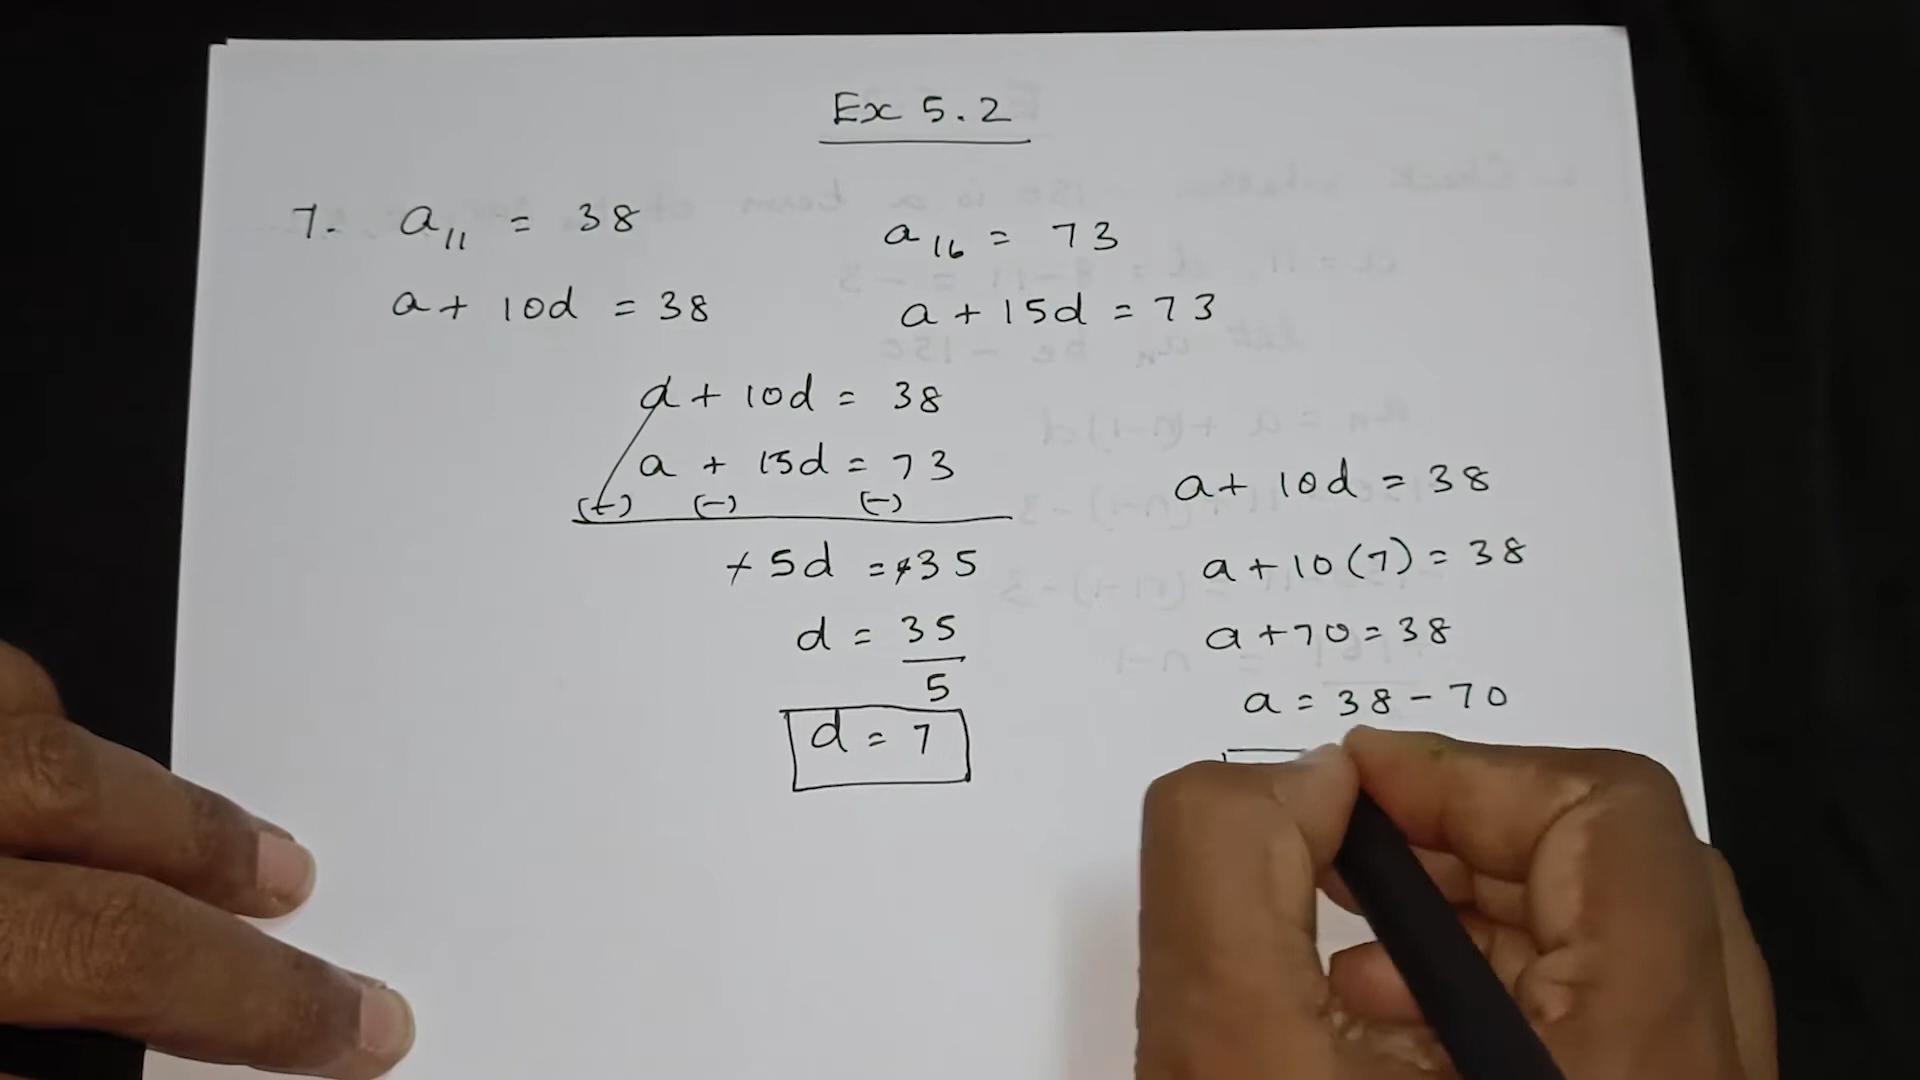 Ex 5.2
7. a₁₁ = 38
a₁₆ = 73
a + 10d = 38
a + 15d = 73
a + 10d = 38
a + 15d = 73
(-) (-) (-)
+ 5d = +35
d = 35/5
d = 7
a + 10d = 38
a + 10(7) = 38
a + 70 = 38
a = 38 - 70